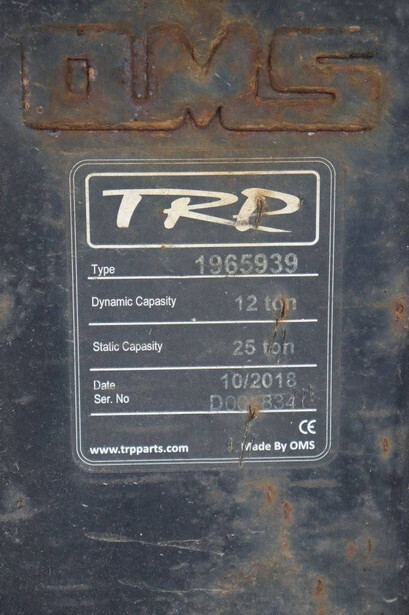 OMS
TRP
Type 1965939
Dynamic Capasity 12 ton
Static Capasity 25 ton
Date 10/2018
Ser. No
CE
www.trpparts.com Made By OMS